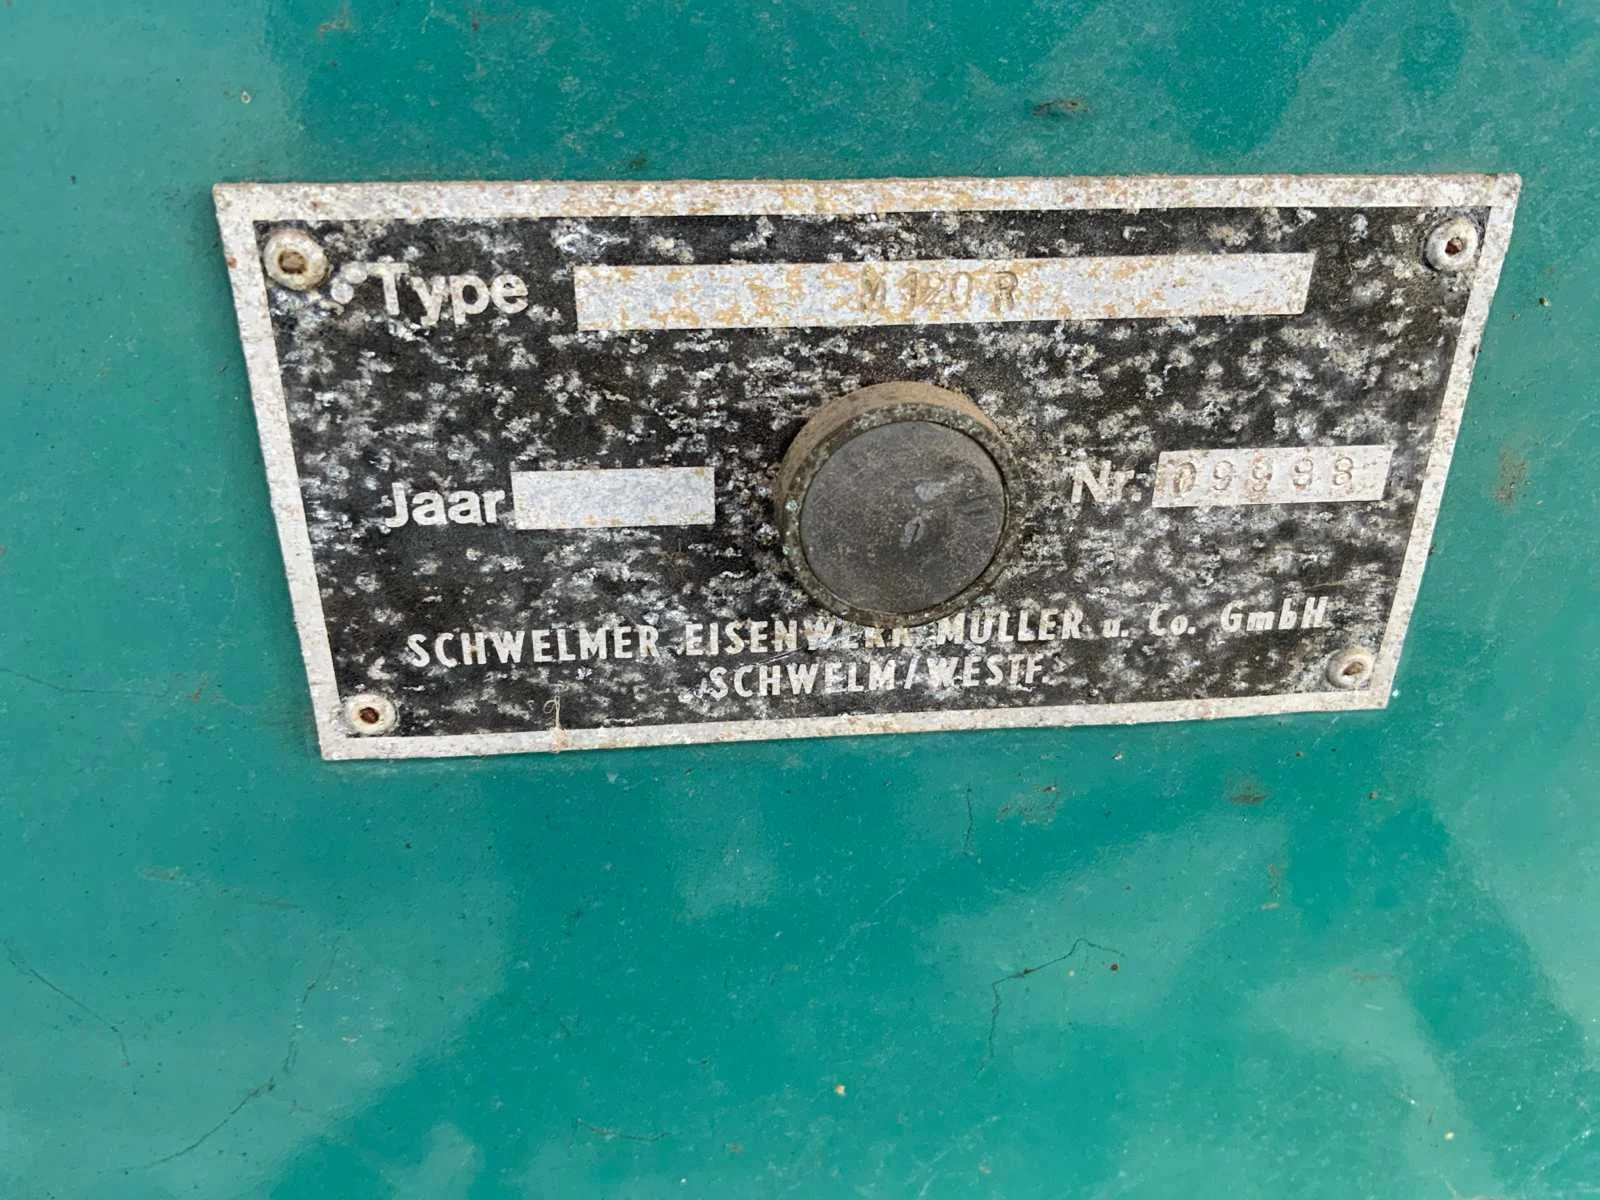 Type M 120 R
Jaar Nr. 09998
SCHWELMER EISENWERK MÜLLER u. Co. GmbH
SCHWELM/WESTF.